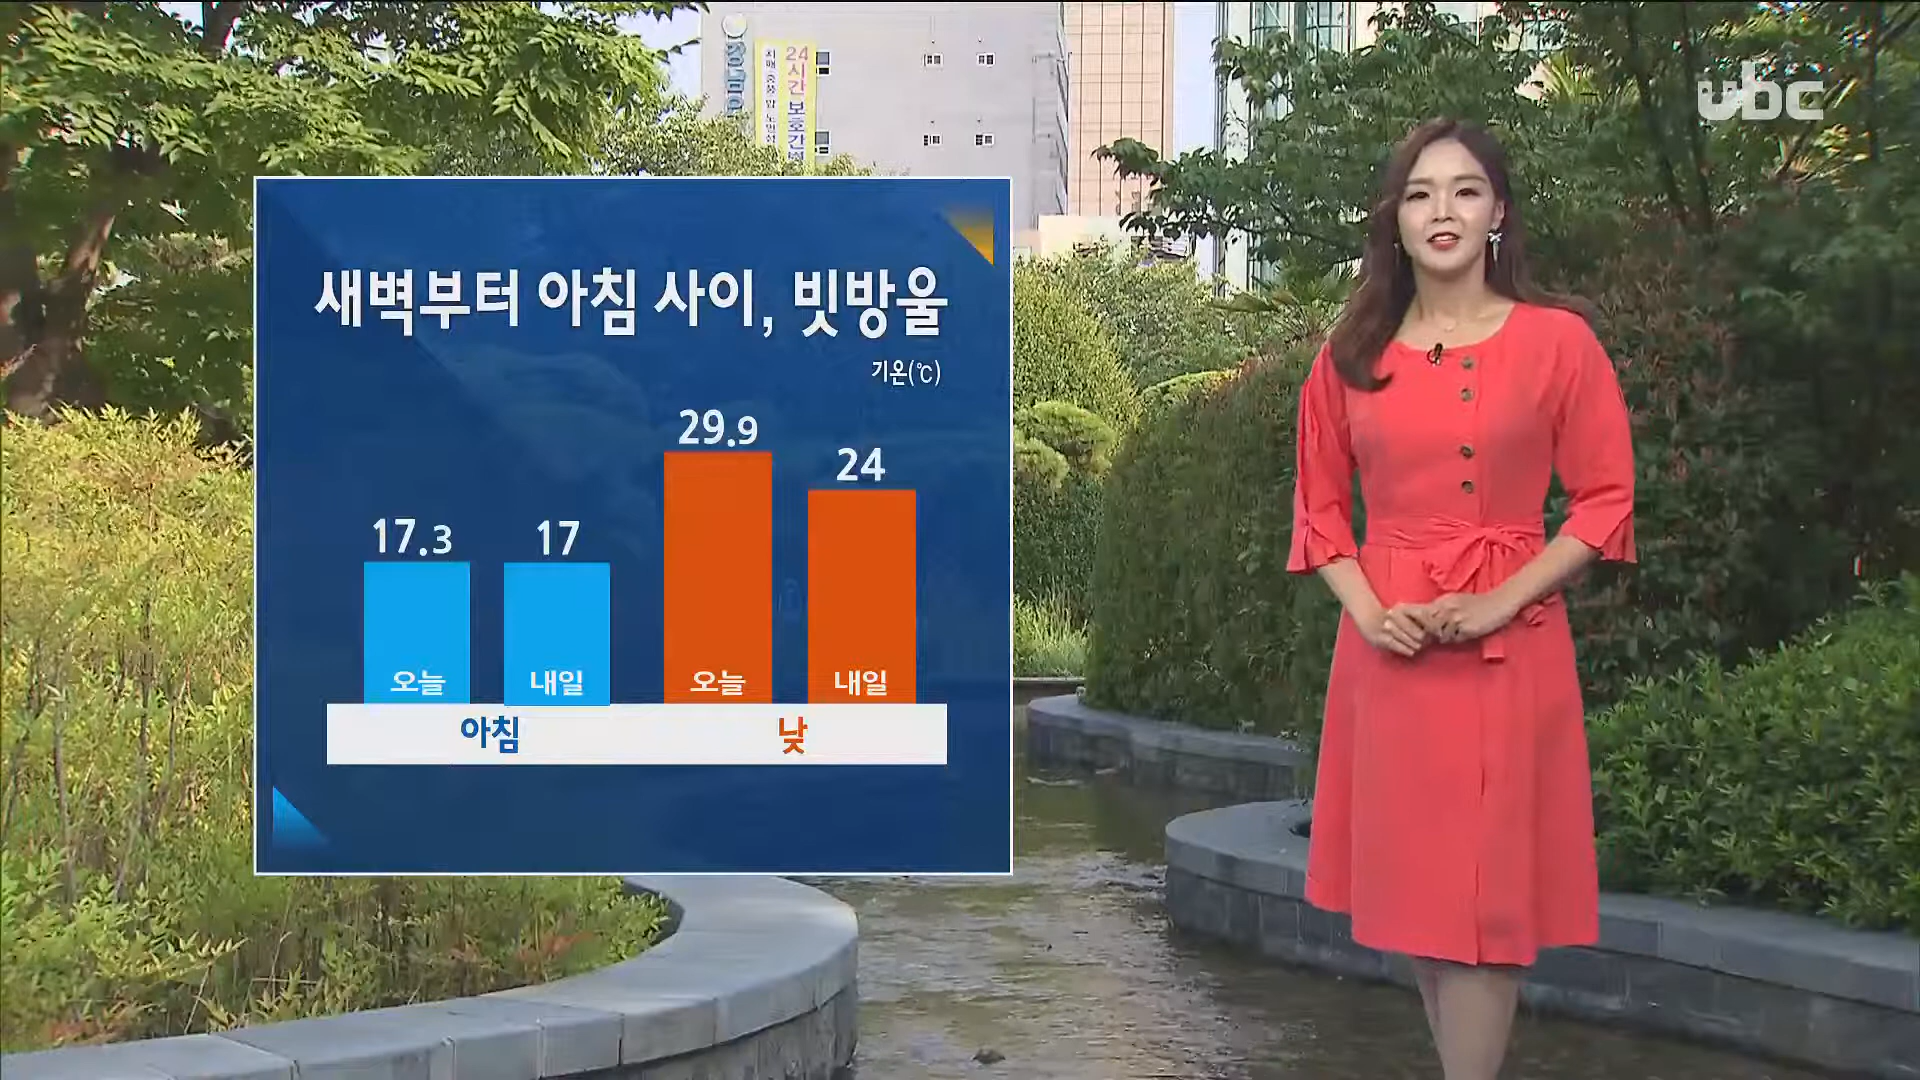 24시간 보호간병
ubc
새벽부터 아침 사이, 빗방울
기온(℃)
17.3
17
29.9
24
오늘
내일
오늘
내일
아침
낮